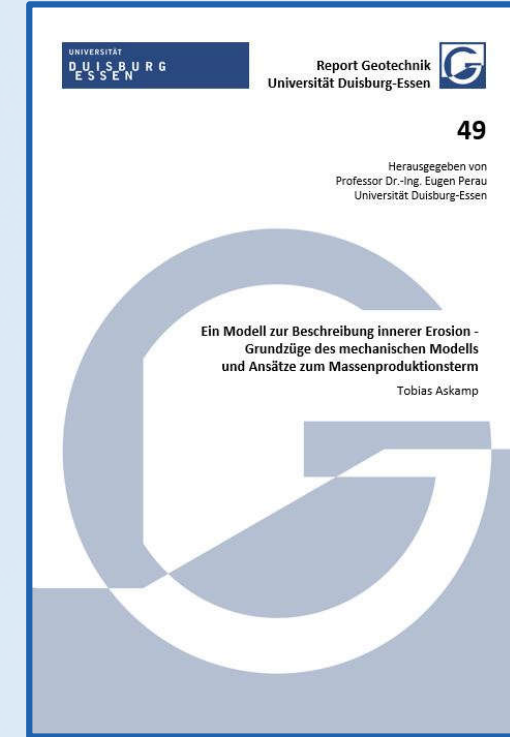 UNIVERSITÄT
DUISBURG
ESSEN
Report Geotechnik
Universität Duisburg-Essen
49
Herausgegeben von
Professor Dr.-Ing. Eugen Perau
Universität Duisburg-Essen
Ein Modell zur Beschreibung innerer Erosion -
Grundzüge des mechanischen Modells
und Ansätze zum Massenproduktionsterm
Tobias Askamp